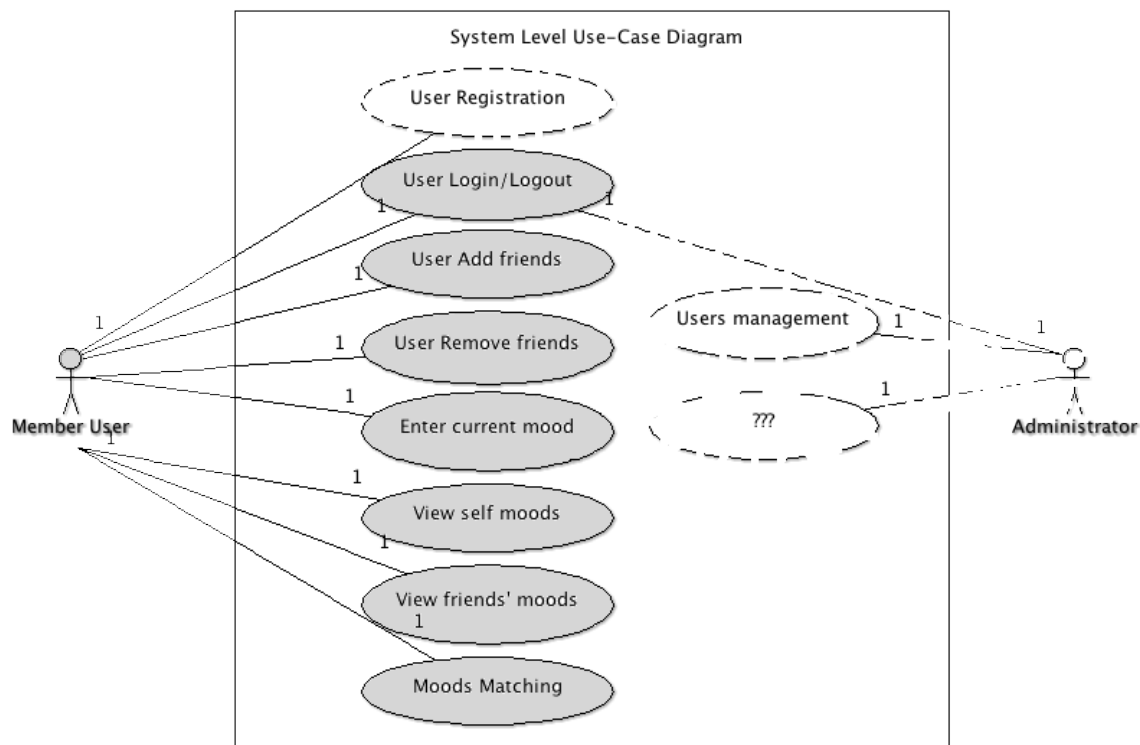 System Level Use-Case Diagram
User Registration
User Login/Logout
1
1
User Add friends
1
Users management
1
1
1
User Remove friends
1
Member User
Enter current mood
1
???
1
Administrator
1
View self moods
1
View friends' moods
1
Moods Matching
1